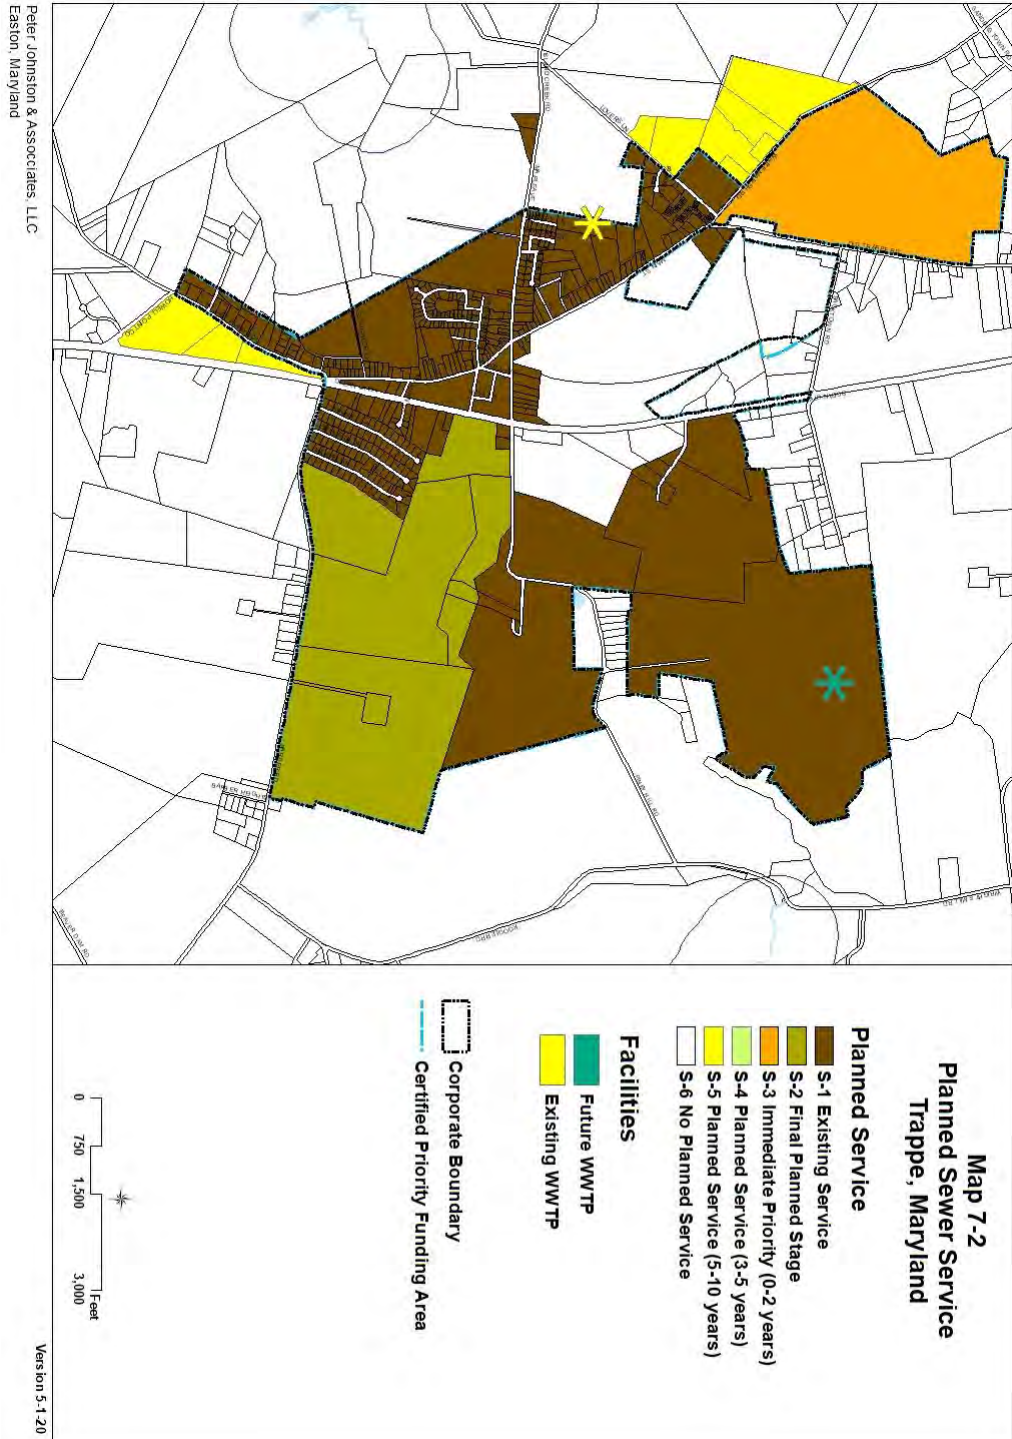 Map 7-2
Planned Sewer Service
Trappe, Maryland
Planned Service
S-1 Existing Service
S-2 Final Planned Stage
S-3 Immediate Priority (0-2 years)
S-4 Planned Service (3-5 years)
S-5 Planned Service (5-10 years)
S-6 No Planned Service
Facilities
Future WWTP
Existing WWTP
Corporate Boundary
Certified Priority Funding Area
0 750 1,500 3,000
Feet
Peter Johnston & Assocciates, LLC
Easton, Maryland
Version 5-1-20